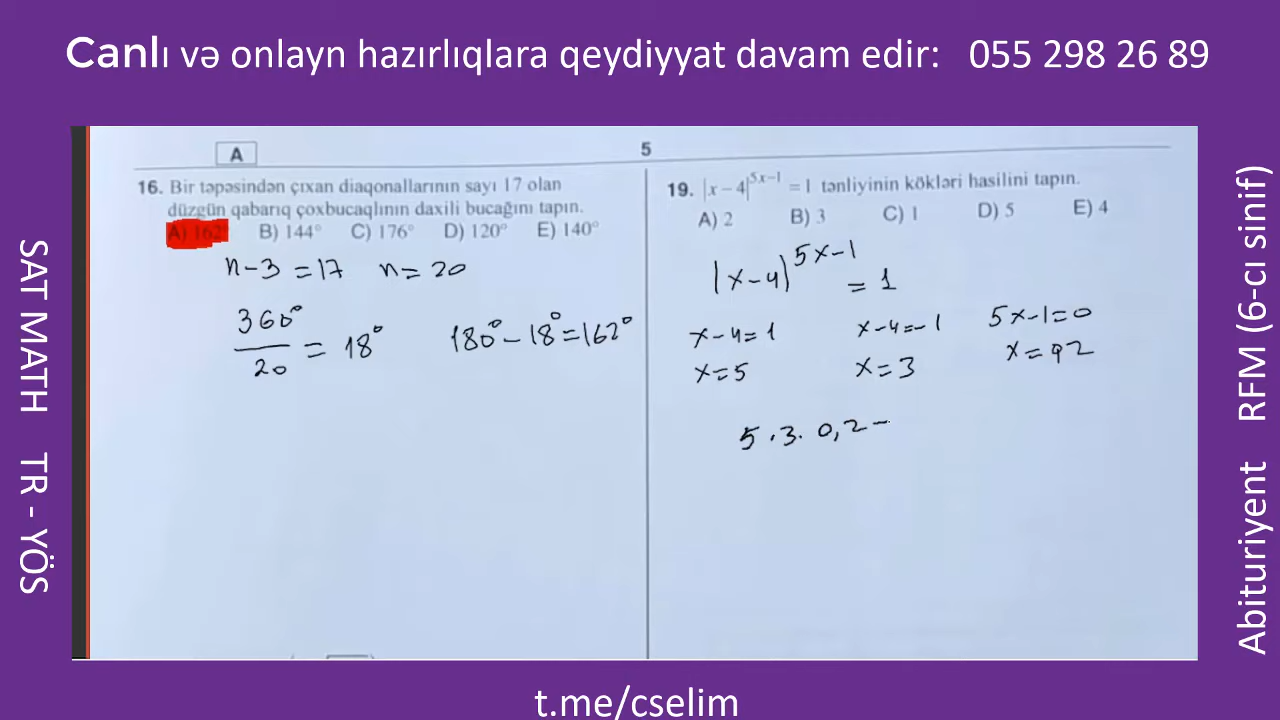 Canlı və onlayn hazırlıqlara qeydiyyat davam edir: 055 298 26 89
SAT MATH TR - YÖS
A
5
16. Bir təpəsindən çıxan diaqonallarının sayı 17 olan
düzgün qabarıq çoxbucaqlının daxili bucağını tapın.
A) 162° B) 144° C) 176° D) 120° E) 140°
n-3=17 n=20
360°
20
= 18°
180°-18°=162°
19. |x-4|^{5x-1} = 1 tənliyinin kökləri hasilini tapın.
A) 2 B) 3 C) 1 D) 5 E) 4
|x-4|^{5x-1} = 1
x-4=1 x-4=-1 5x-1=0
x=5 x=3 x=0,2
5·3·0,2-
Abituriyent RFM (6-cı sinif)
t.me/cselim